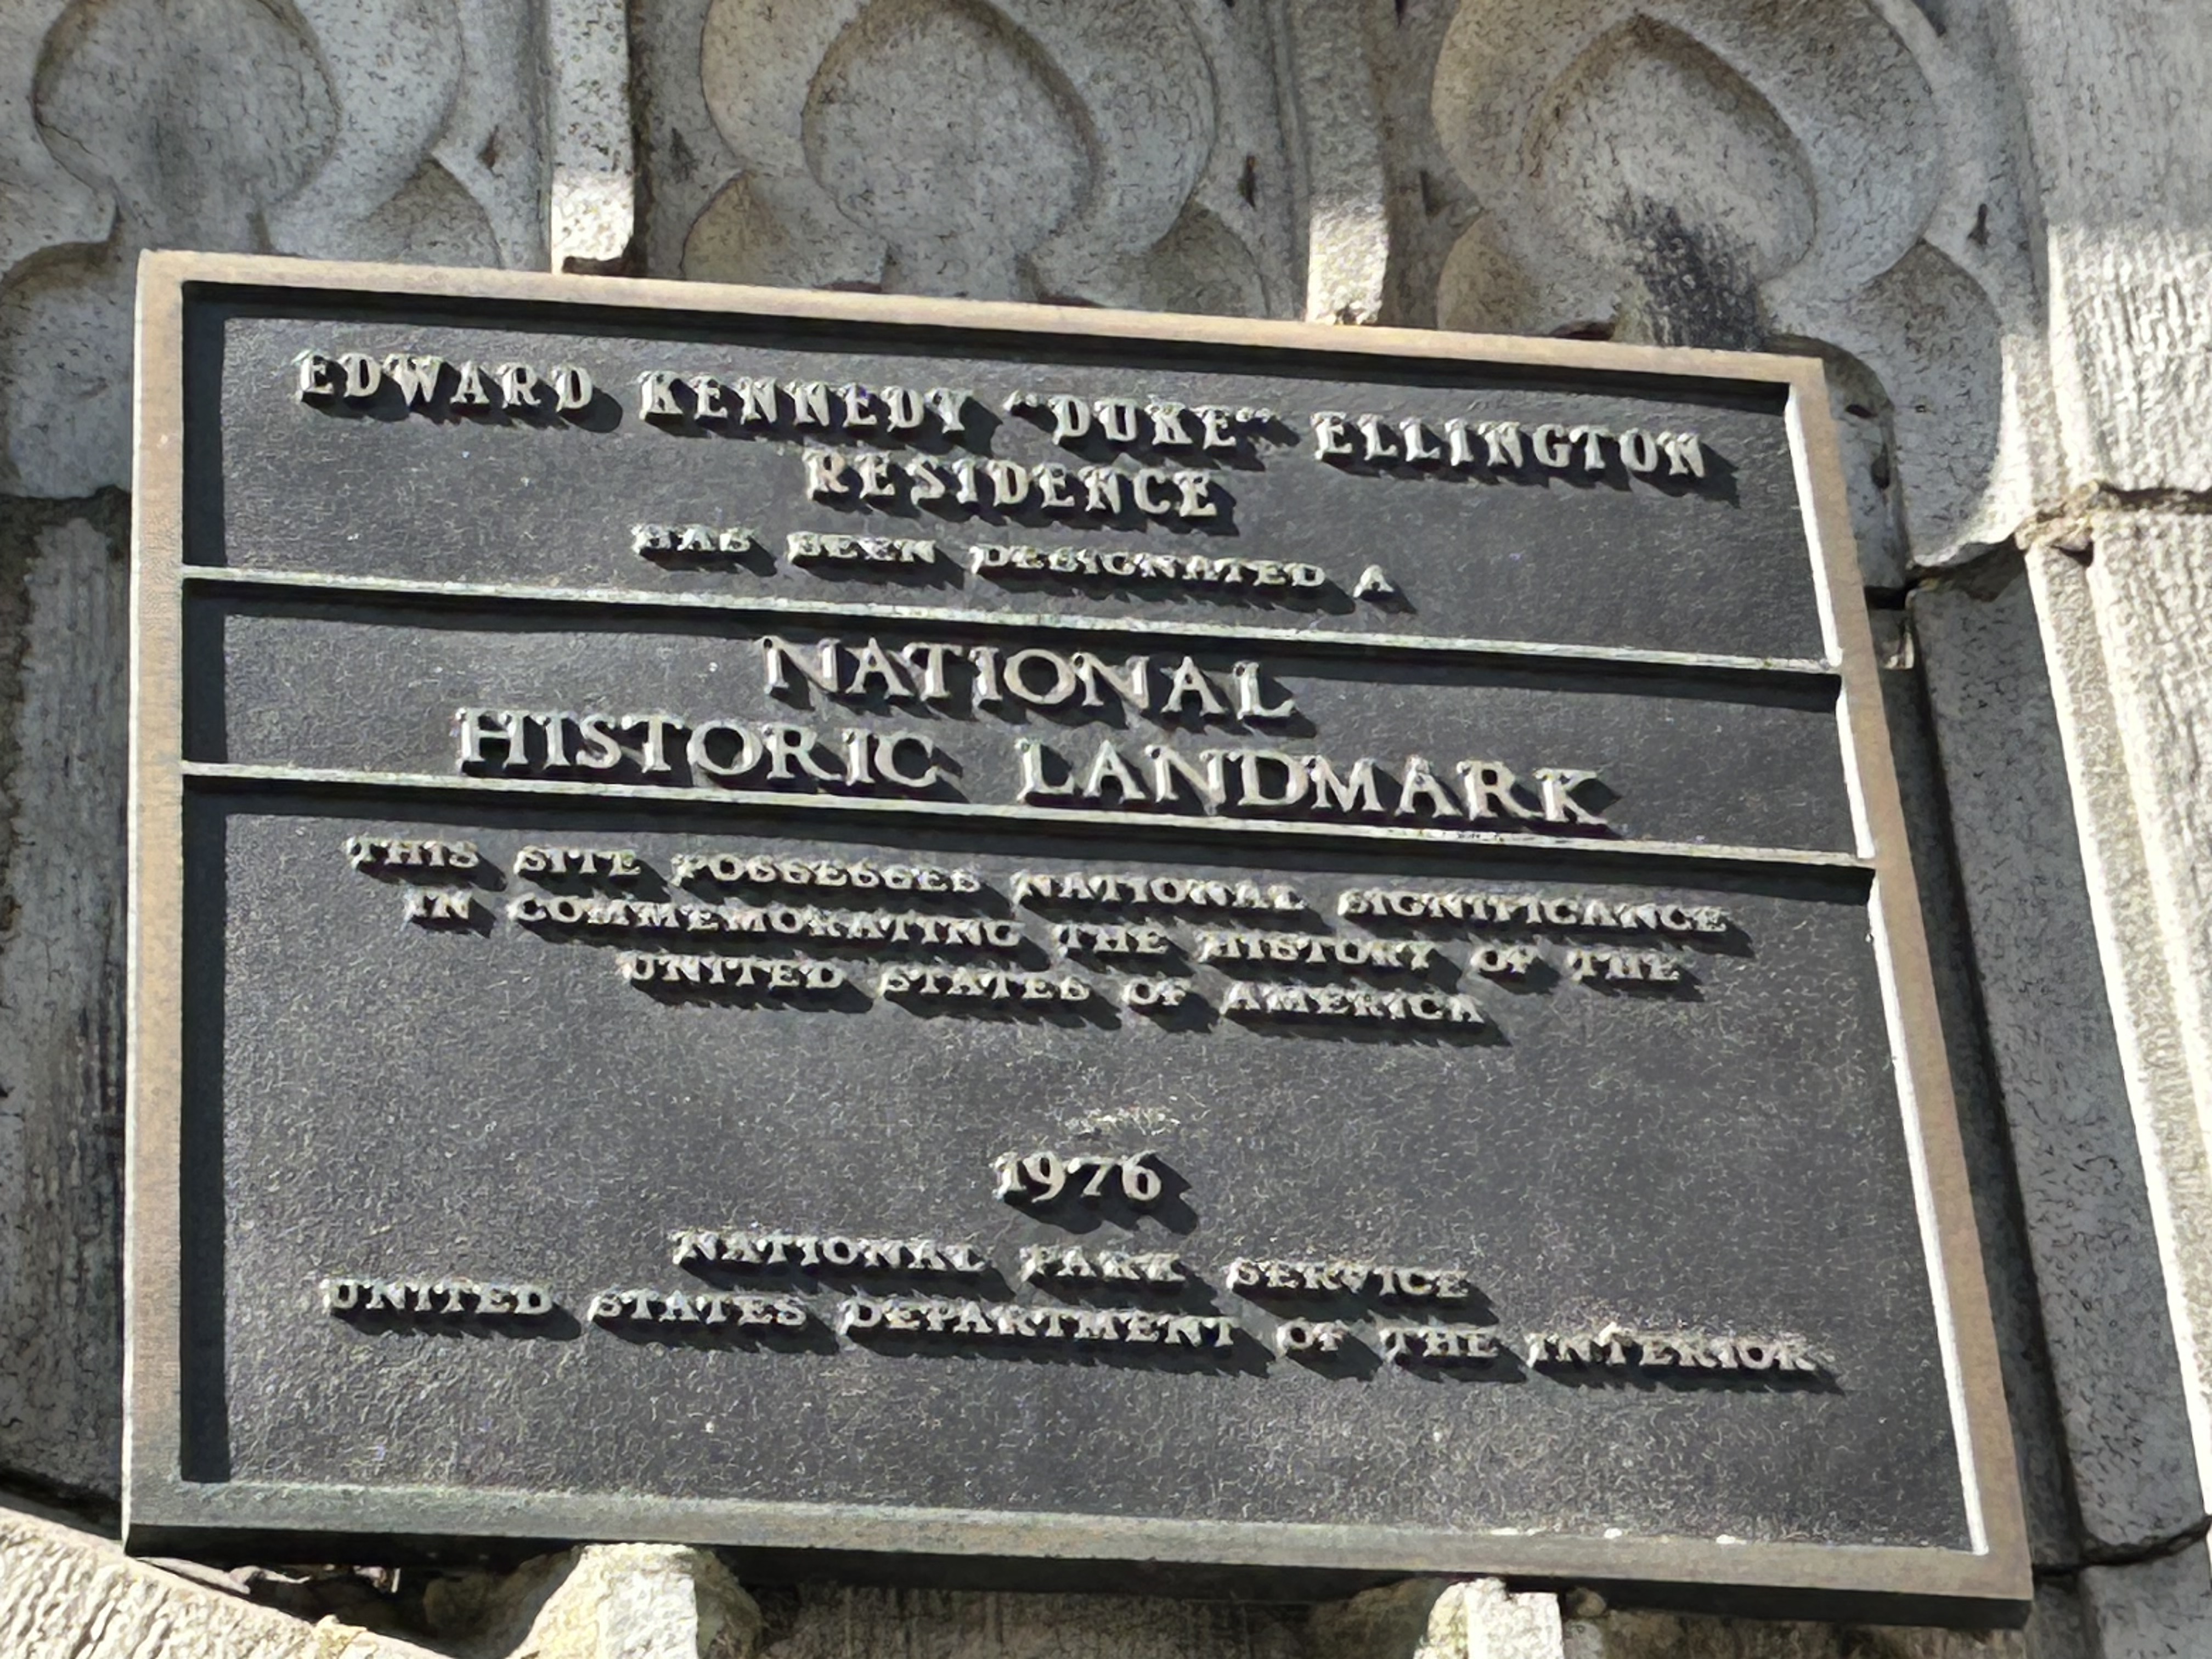 EDWARD KENNEDY "DUKE" ELLINGTON
RESIDENCE
HAS BEEN DESIGNATED A
NATIONAL
HISTORIC LANDMARK
THIS SITE POSSESSES NATIONAL SIGNIFICANCE
IN COMMEMORATING THE HISTORY OF THE
UNITED STATES OF AMERICA
1976
NATIONAL PARK SERVICE
UNITED STATES DEPARTMENT OF THE INTERIOR